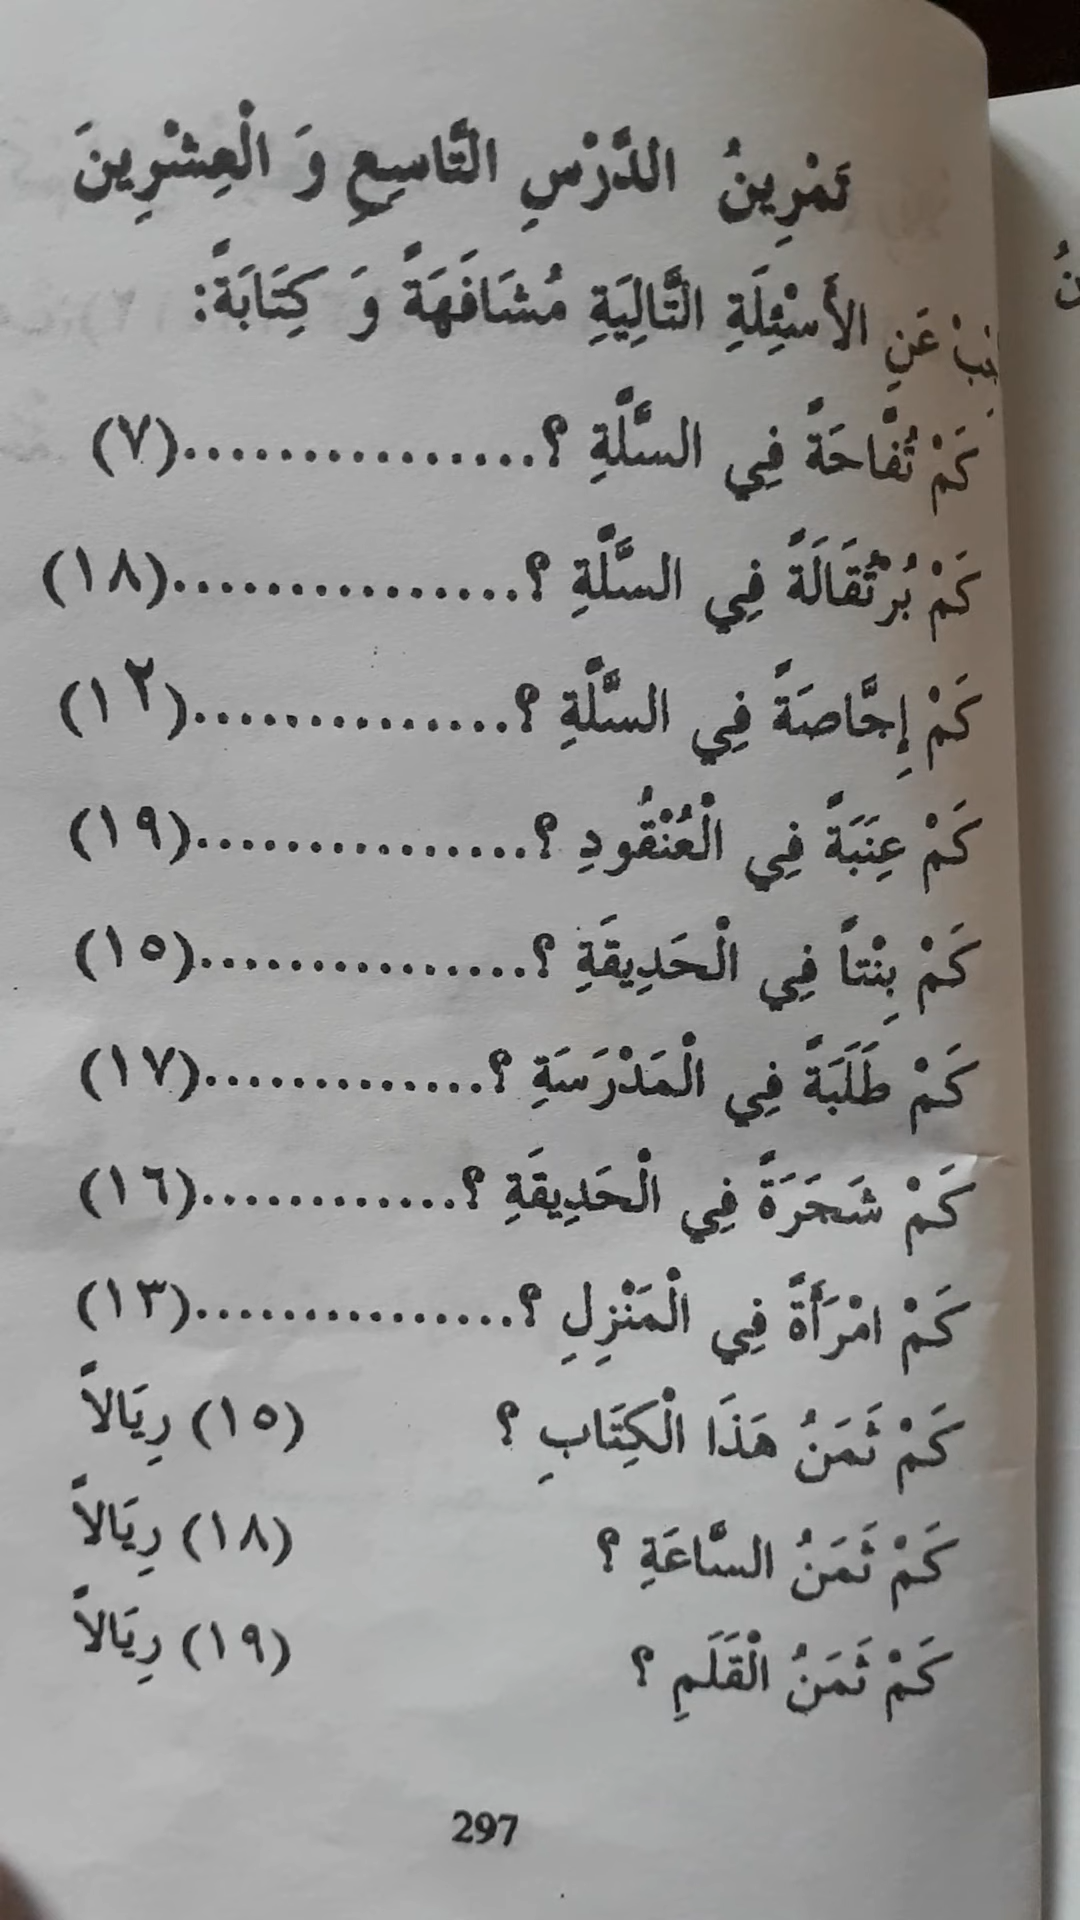 تَمْرِينُ الدَّرْسِ التَّاسِعِ وَ الْعِشْرِينَ
عَنِ الأَسْئِلَةِ التَّالِيَةِ مُشَافَهَةً وَ كِتَابَةً:
كَمْ تُفَّاحَةً فِي السَّلَّةِ ؟................(٧)
كَمْ بُرْتُقَالَةً فِي السَّلَّةِ ؟................(١٨)
كَمْ إِجَّاصَةً فِي السَّلَّةِ ؟...............(١٢)
كَمْ عِنَبَةً فِي الْعُنْقُودِ ؟................(١٩)
كَمْ بِنْتاً فِي الْحَدِيقَةِ ؟................(١٥)
كَمْ طَلَبَةً فِي الْمَدْرَسَةِ ؟.............(١٧)
كَمْ شَجَرَةً فِي الْحَدِيقَةِ ؟............(١٦)
كَمْ امْرَأَةً فِي الْمَنْزِلِ ؟...............(١٣)
كَمْ ثَمَنُ هَذَا الْكِتَابِ ؟ (١٥) رِيَالاً
كَمْ ثَمَنُ السَّاعَةِ ؟ (١٨) رِيَالاً
كَمْ ثَمَنُ الْقَلَمِ ؟ (١٩) رِيَالاً
297